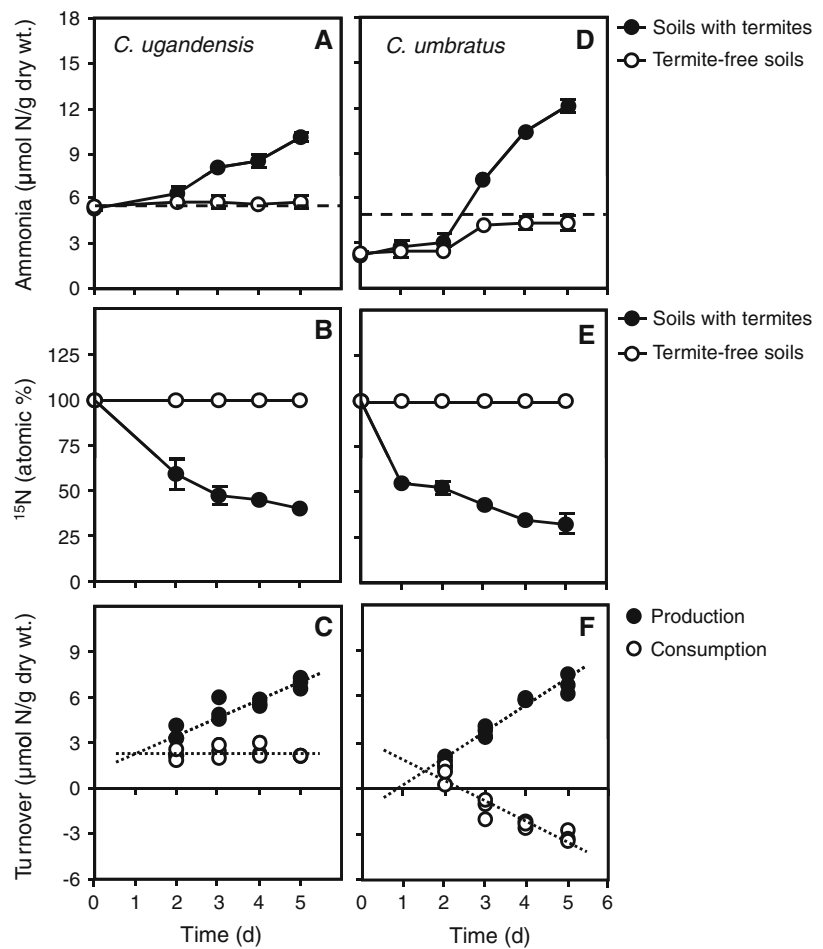 C. ugandensis
A
Ammonia (µmol N/g dry wt.)
18
15
12
9
6
3
0
C. umbratus
D
Soils with termites
Termite-free soils
B
¹⁵N (atomic %)
125
100
75
50
25
0
E
Soils with termites
Termite-free soils
C
Turnover (µmol N/g dry wt.)
9
6
3
0
-3
-6
0 1 2 3 4 5
Time (d)
F
Production
Consumption
0 1 2 3 4 5 6
Time (d)